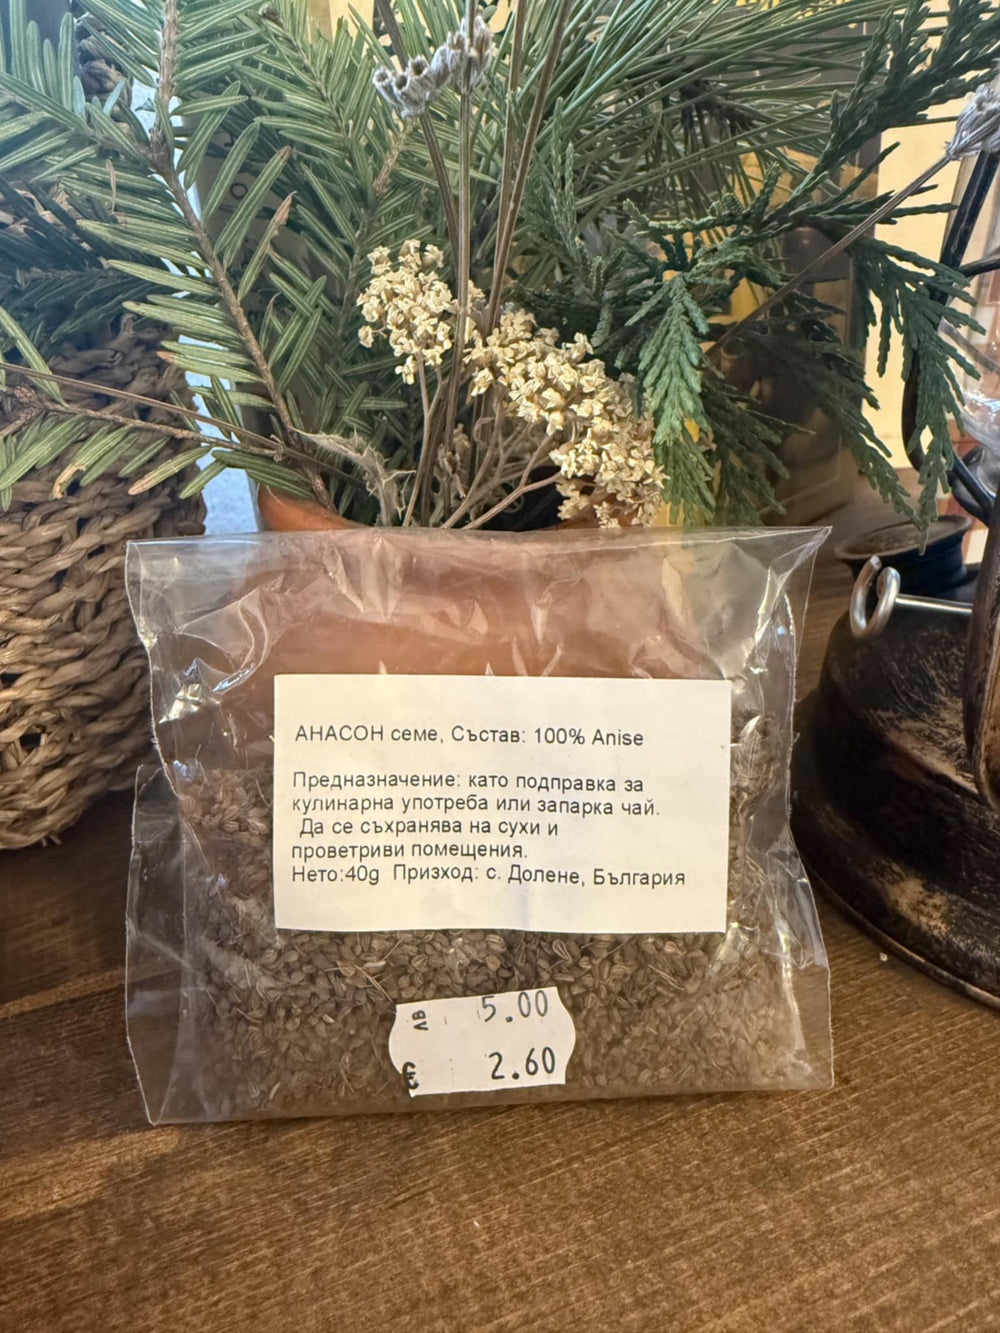 АНАСОН семе, Състав: 100% Anise
Предназначение: като подправка за
кулинарна употреба или запарка чай.
Да се съхранява на сухи и
проветриви помещения.
Нето:40g Призход: с. Долене, България
лв 5.00
€ 2.60